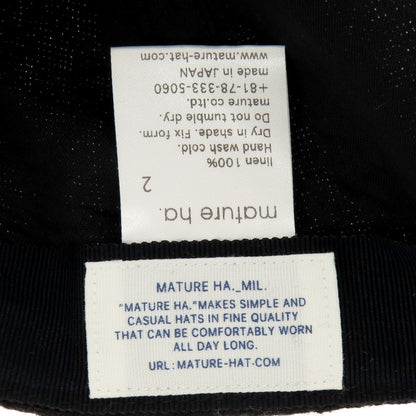 mature ha.
2
linen 100%
Hand wash cold.
Dry in shade. Fix form.
Do not tumble dry.
mature co.ltd.
+81-78-333-5060
made in JAPAN
www.mature-hat.com
MATURE HA._MIL.
"MATURE HA."MAKES SIMPLE AND
CASUAL HATS IN FINE QUALITY
THAT CAN BE COMFORTABLY WORN
ALL DAY LONG.
URL: MATURE-HAT.COM